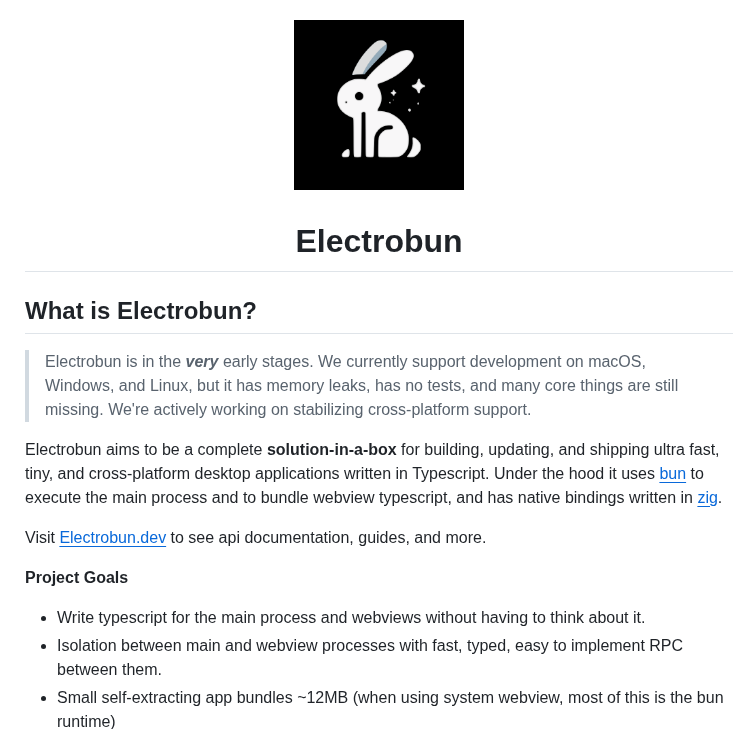 Electrobun
What is Electrobun?
Electrobun is in the very early stages. We currently support development on macOS,
Windows, and Linux, but it has memory leaks, has no tests, and many core things are still
missing. We're actively working on stabilizing cross-platform support.
Electrobun aims to be a complete solution-in-a-box for building, updating, and shipping ultra fast,
tiny, and cross-platform desktop applications written in Typescript. Under the hood it uses bun to
execute the main process and to bundle webview typescript, and has native bindings written in zig.
Visit Electrobun.dev to see api documentation, guides, and more.
Project Goals
• Write typescript for the main process and webviews without having to think about it.
• Isolation between main and webview processes with fast, typed, easy to implement RPC
between them.
• Small self-extracting app bundles ~12MB (when using system webview, most of this is the bun
runtime)